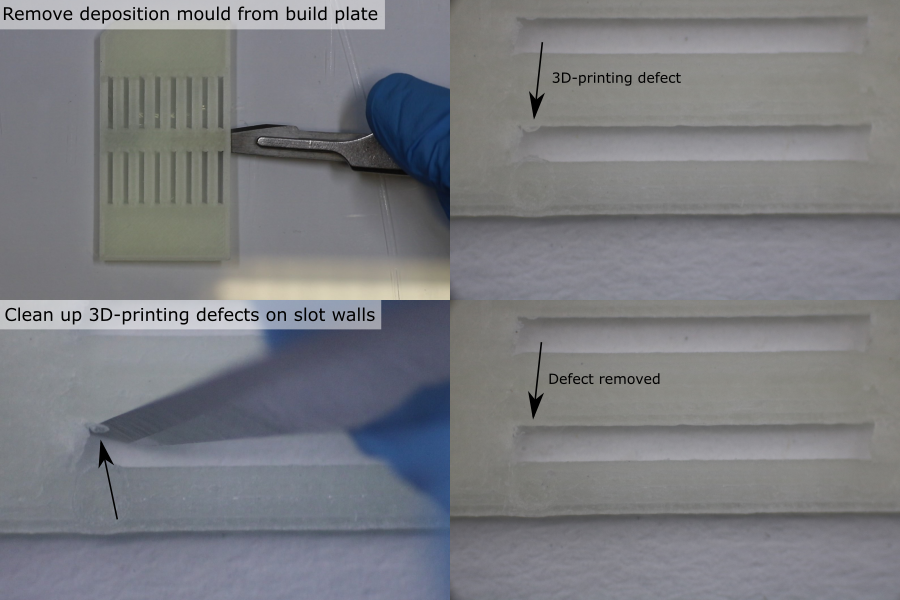 Remove deposition mould from build plate
3D-printing defect
Clean up 3D-printing defects on slot walls
Defect removed